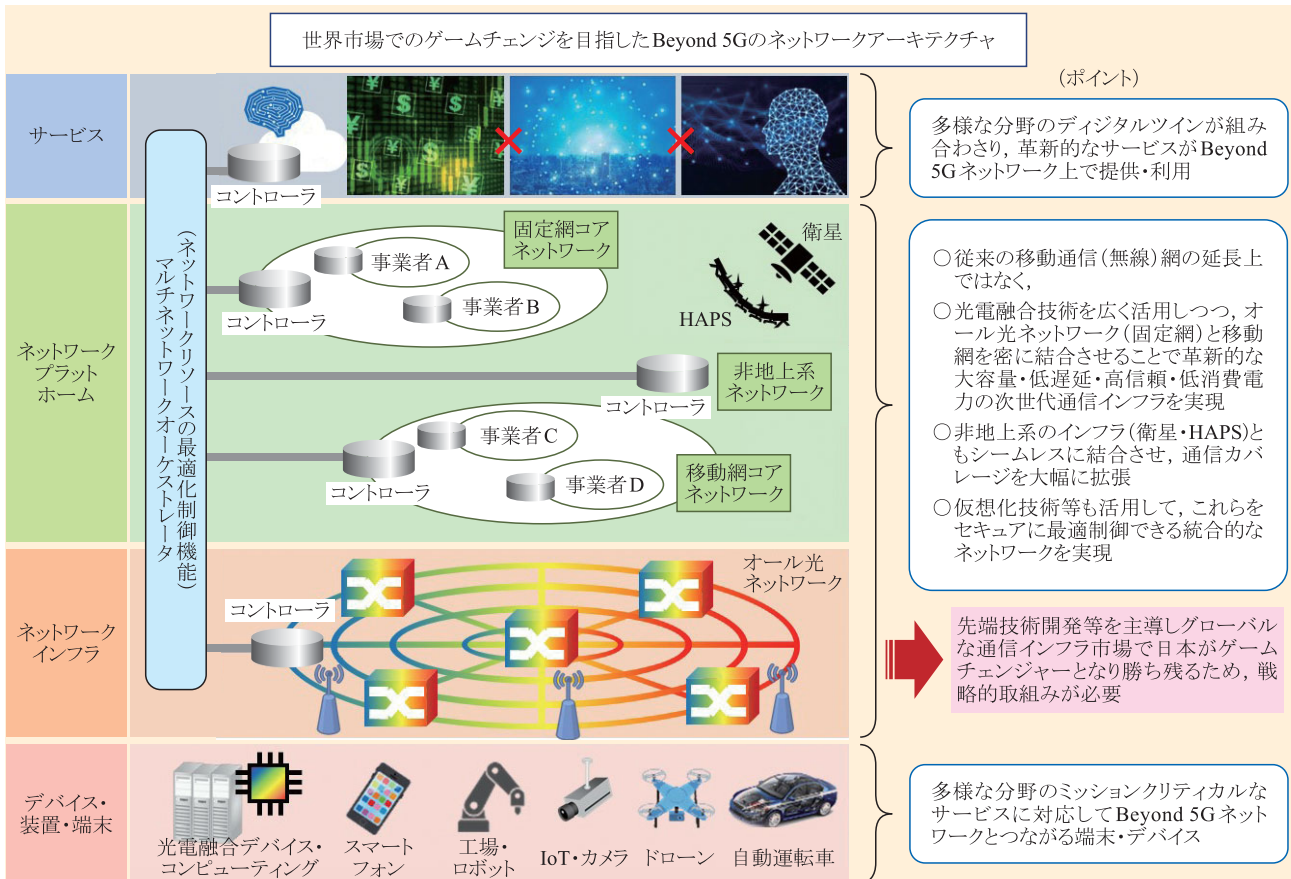 世界市場でのゲームチェンジを目指したBeyond 5Gのネットワークアーキテクチャ
サービス
コントローラ
(ネットワークリソースの最適化制御機能)
マルチネットワークオーケストレータ
(ポイント)
多様な分野のディジタルツインが組み
合わさり,革新的なサービスがBeyond
5Gネットワーク上で提供・利用
ネットワーク
プラット
ホーム
固定網コア
ネットワーク
事業者A
事業者B
コントローラ
衛星
HAPS
非地上系
ネットワーク
コントローラ
事業者C
事業者D
コントローラ
移動網コア
ネットワーク
○従来の移動通信(無線)網の延長上
ではなく,
○光電融合技術を広く活用しつつ,オ
ール光ネットワーク(固定網)と移動
網を密に結合させることで革新的な
大容量・低遅延・高信頼・低消費電
力の次世代通信インフラを実現
○非地上系のインフラ(衛星・HAPS)と
もシームレスに結合させ,通信カバ
レージを大幅に拡張
○仮想化技術等も活用して,これらを
セキュアに最適制御できる統合的な
ネットワークを実現
ネットワーク
インフラ
コントローラ
オール光
ネットワーク
先端技術開発等を主導しグローバル
な通信インフラ市場で日本がゲーム
チェンジャーとなり勝ち残るため,戦
略的取組みが必要
デバイス・
装置・端末
光電融合デバイス・
コンピューティング
スマート
フォン
工場・
ロボット
IoT・カメラ
ドローン
自動運転車
多様な分野のミッションクリティカルな
サービスに対応してBeyond 5Gネット
ワークとつながる端末・デバイス